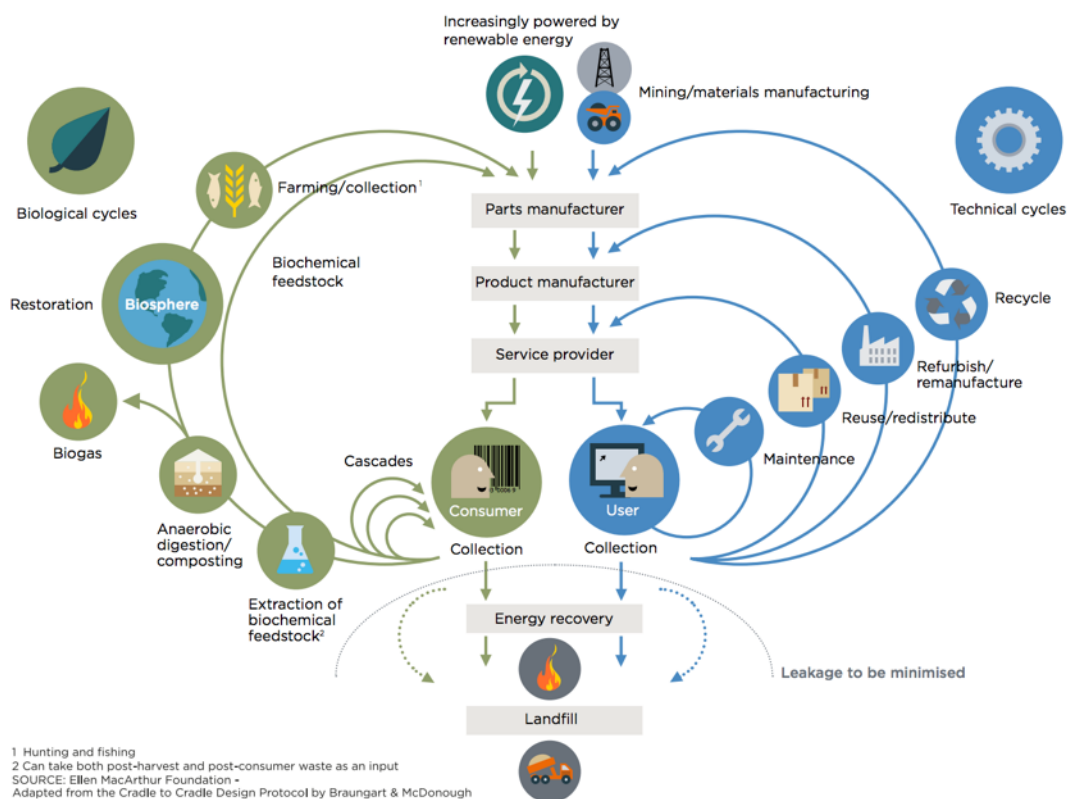 Increasingly powered by
renewable energy
Mining/materials manufacturing
Biological cycles
Technical cycles
Farming/collection¹
Parts manufacturer
Biochemical
feedstock
Product manufacturer
Restoration
Biosphere
Recycle
Service provider
Refurbish/
remanufacture
Reuse/redistribute
Biogas
Maintenance
Cascades
Consumer
User
Anaerobic
digestion/
composting
Collection
Collection
Extraction of
biochemical
feedstock²
Energy recovery
Leakage to be minimised
Landfill
1 Hunting and fishing
2 Can take both post-harvest and post-consumer waste as an input
SOURCE: Ellen MacArthur Foundation -
Adapted from the Cradle to Cradle Design Protocol by Braungart & McDonough